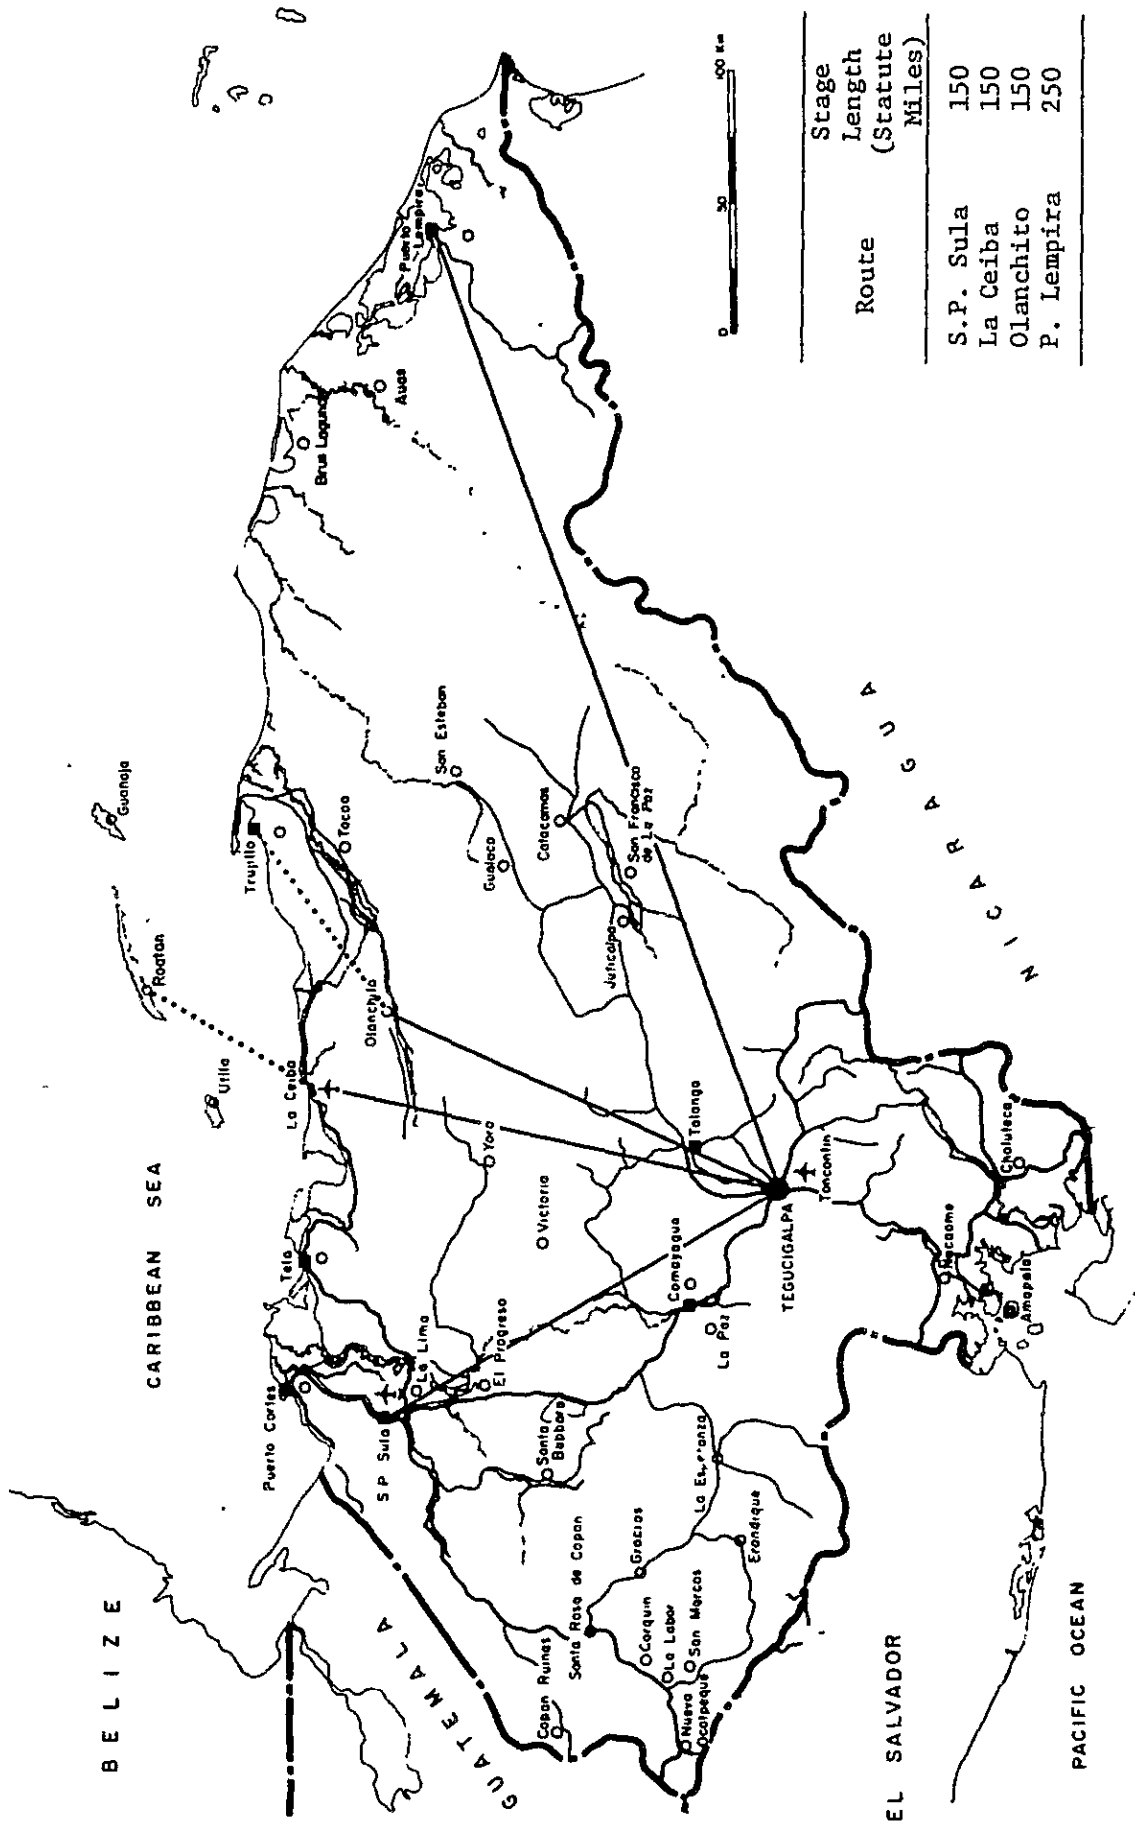 BELIZE
CARIBBEAN SEA
GUATEMALA
Guanaja
Roatan
Utila
Trujillo
Tocoa
La Ceiba
Olanchito
Tela
Puerto Cortes
S P Sula
La Lima
El Progreso
Yoro
Victoria
Brus Laguna
Auas
Puerto
Lempira
San Esteban
Gualaco
Catacamas
San Francisco
de La Paz
Juticalpa
Talanga
Comayagua
La Paz
TEGUCIGALPA
Toncontin
Santa
Babbara
Copan Ruinas
Santa Rosa de Copan
Gracias
Corquin
La Labor
San Marcos
Nueva
Ocotpeque
La Esperanza
Erandique
Nacaome
Choluteca
Amapala
NICARAGUA
EL SALVADOR
PACIFIC OCEAN
0 50 100 Km
Stage
Length
Route (Statute
Miles)
S.P. Sula 150
La Ceiba 150
Olanchito 150
P. Lempira 250